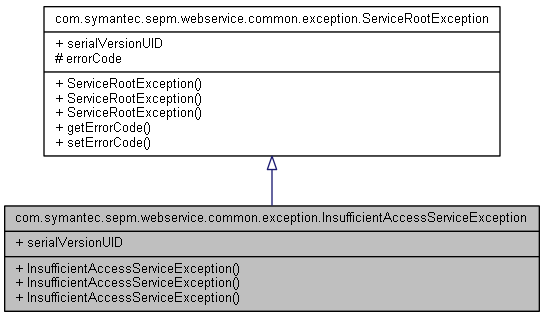 com.symantec.sepm.webservice.common.exception.ServiceRootException
+ serialVersionUID
# errorCode
+ ServiceRootException()
+ ServiceRootException()
+ ServiceRootException()
+ getErrorCode()
+ setErrorCode()
com.symantec.sepm.webservice.common.exception.InsufficientAccessServiceException
+ serialVersionUID
+ InsufficientAccessServiceException()
+ InsufficientAccessServiceException()
+ InsufficientAccessServiceException()